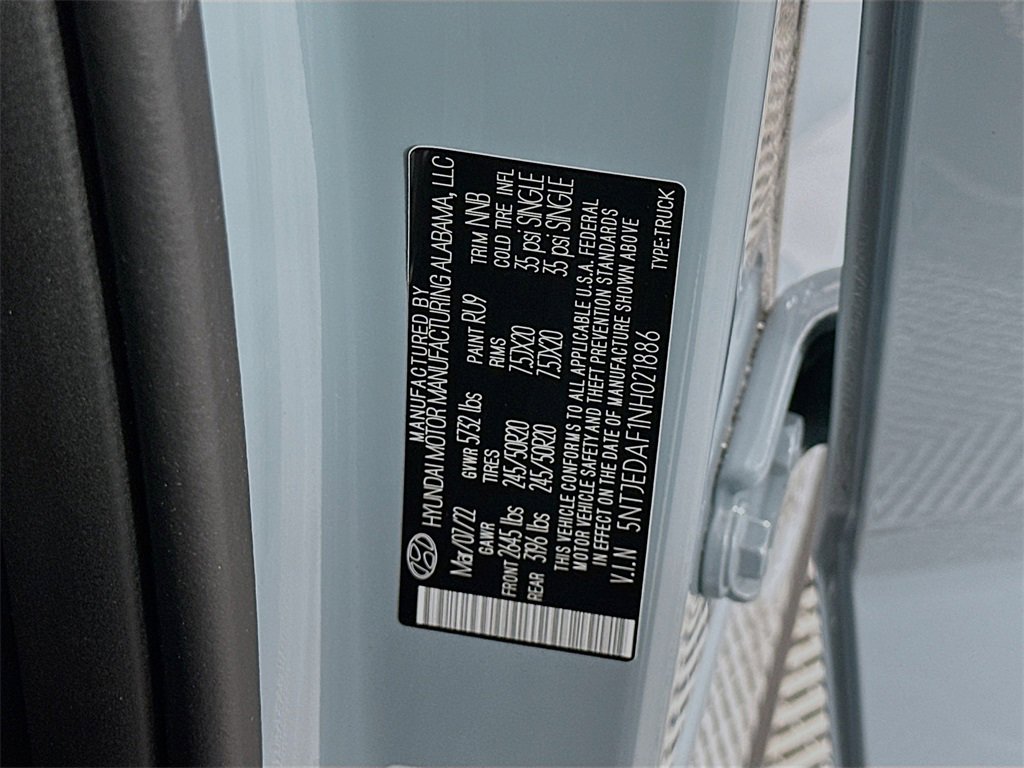 MANUFACTURED BY
HYUNDAI MOTOR MANUFACTURING ALABAMA, LLC
Mar/07/22 GVWR 5732 lbs PAINT RU9 TRIM NNB
GAWR TIRES RIMS COLD TIRE INFL
FRONT 2645 lbs 245/50R20 7.5JX20 35 psi SINGLE
REAR 3196 lbs 245/50R20 7.5JX20 35 psi SINGLE
THIS VEHICLE CONFORMS TO ALL APPLICABLE U.S.A. FEDERAL
MOTOR VEHICLE SAFETY AND THEFT PREVENTION STANDARDS
IN EFFECT ON THE DATE OF MANUFACTURE SHOWN ABOVE
V.I.N 5NTJEDAF1NH021886 TYPE:TRUCK